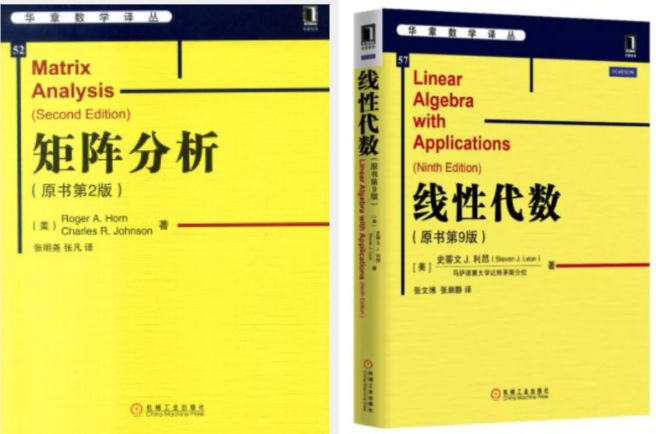 华章数学译丛
52
Matrix
Analysis
(Second Edition)
矩阵分析
(原书第2版)
[美] Roger A. Horn
Charles R. Johnson 著
张明尧 张凡 译
机械工业出版社
China Machine Press
华章数学译丛
57
PEARSON
Linear
Algebra
with
Applications
(Ninth Edition)
线性代数
(原书第9版)
[美] 史蒂文 J. 利昂 (Steven J. Leon) 著
马萨诸塞大学达特茅斯分校
张文博 张丽静 译
机械工业出版社
China Machine Press
线性代数
(原书第9版)
Linear Algebra with Applications
(Ninth Edition)